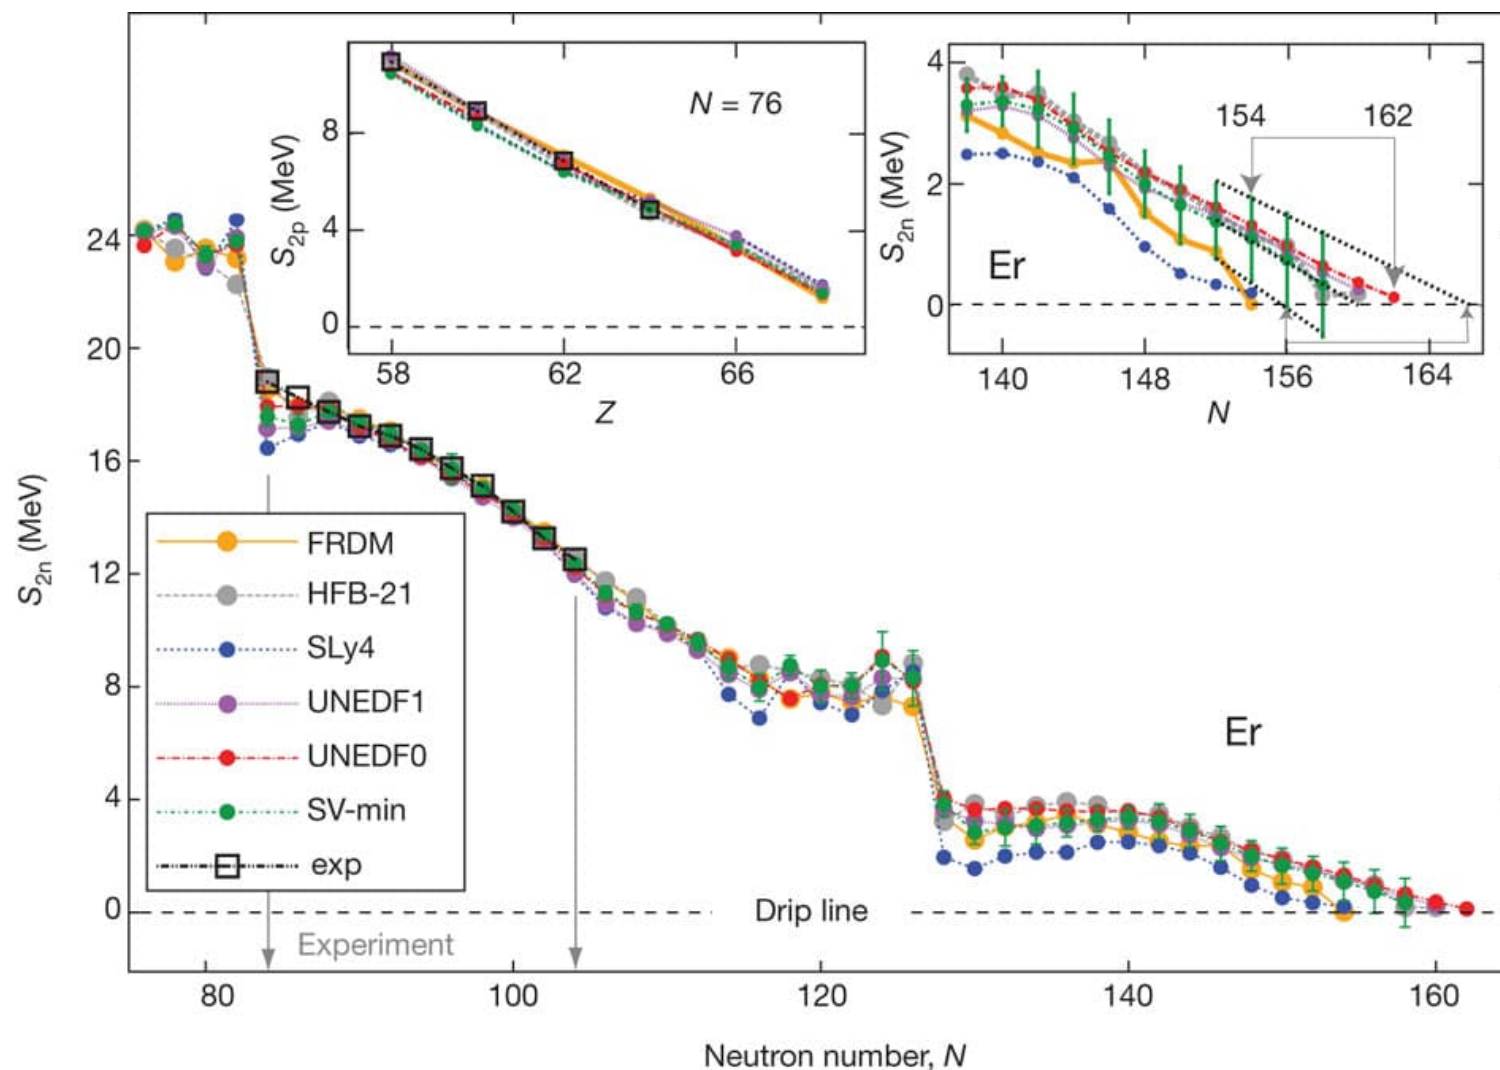 24
20
16
12
8
4
0
S2n (MeV)
80
100
120
140
160
Neutron number, N
8
4
0
S2p (MeV)
N = 76
58
62
66
Z
4
2
0
S2n (MeV)
154
162
Er
140
148
156
164
N
FRDM
HFB-21
SLy4
UNEDF1
UNEDF0
SV-min
exp
Er
Drip line
Experiment